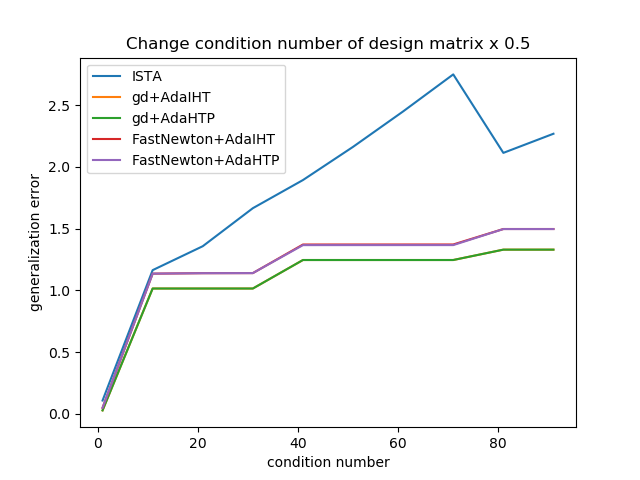 Change condition number of design matrix x 0.5
ISTA
gd+AdaIHT
gd+AdaHTP
FastNewton+AdaIHT
FastNewton+AdaHTP
generalization error
2.5
2.0
1.5
1.0
0.5
0.0
0
20
40
60
80
condition number